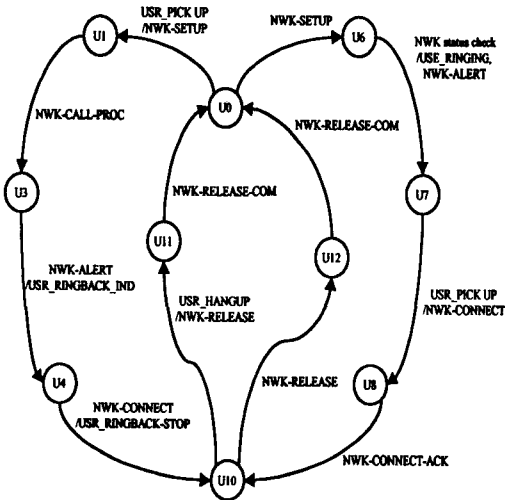 USR_PICK UP
/NWK-SETUP
NWK-SETUP
U1
U6
NWK status check
/USE_RINGING,
NWK-ALERT
U0
NWK-CALL-PROC
NWK-RELEASE-COM
U3
NWK-RELEASE-COM
U7
U11
U12
NWK-ALERT
/USR_RINGBACK_IND
USR_HANGUP
/NWK-RELEASE
USR_PICK UP
/NWK-CONNECT
U4
NWK-RELEASE
U8
NWK-CONNECT
/USR_RINGBACK-STOP
NWK-CONNECT-ACK
U10